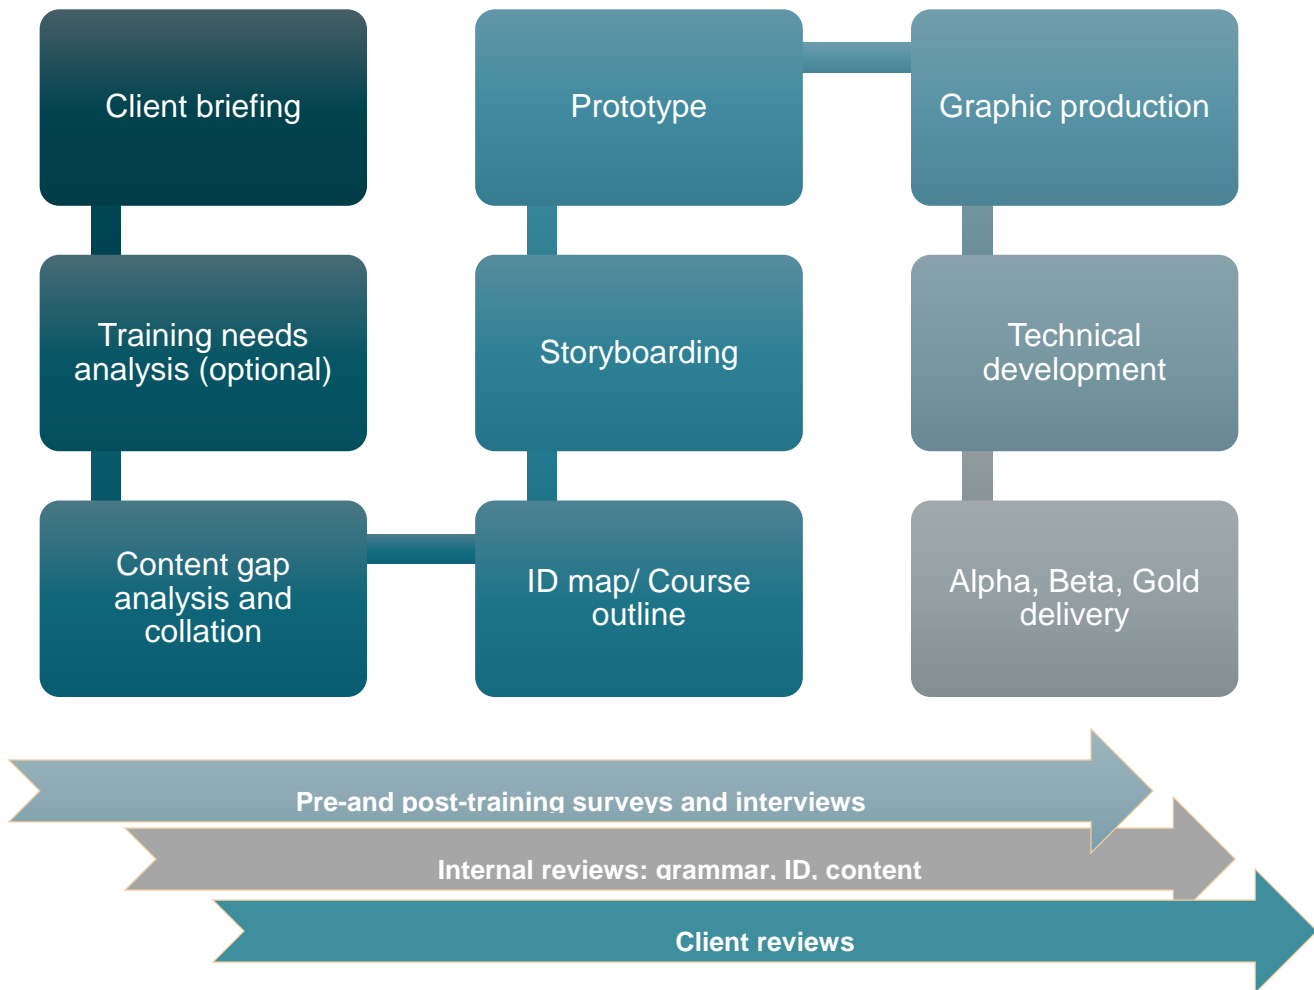 Client briefing
Training needs
analysis (optional)
Content gap
analysis and
collation
ID map/ Course
outline
Storyboarding
Prototype
Graphic production
Technical
development
Alpha, Beta, Gold
delivery
Pre-and post-training surveys and interviews
Internal reviews: grammar, ID, content
Client reviews